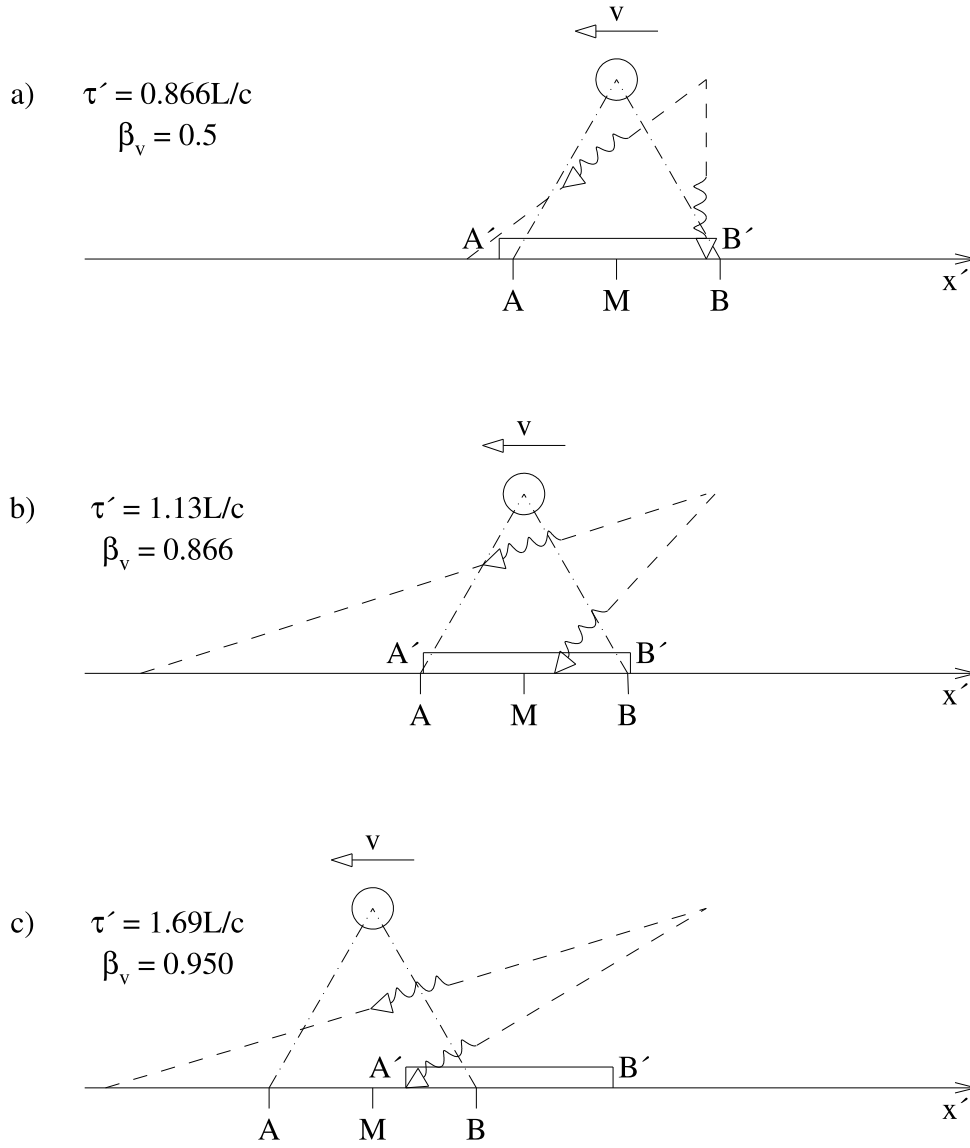 v
a) τ´ = 0.866L/c
β_v = 0.5
A´ B´
x´
A M B
v
b) τ´ = 1.13L/c
β_v = 0.866
A´ B´
x´
A M B
v
c) τ´ = 1.69L/c
β_v = 0.950
A´ B´
x´
A M B